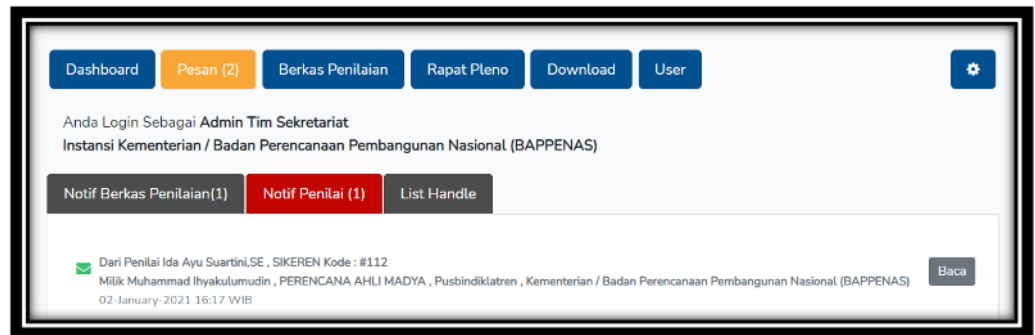 Dashboard Pesan (2) Berkas Penilaian Rapat Pleno Download User
Anda Login Sebagai Admin Tim Sekretariat
Instansi Kementerian / Badan Perencanaan Pembangunan Nasional (BAPPENAS)
Notif Berkas Penilaian(1) Notif Penilai (1) List Handle
Dari Penilai Ida Ayu Suartini,SE , SIKEREN Kode : #112
Milik Muhammad Ihyakulumudin , PERENCANA AHLI MADYA , Pusbindiklatren , Kementerian / Badan Perencanaan Pembangunan Nasional (BAPPENAS)
Baca
02-January-2021 16:17 WIB